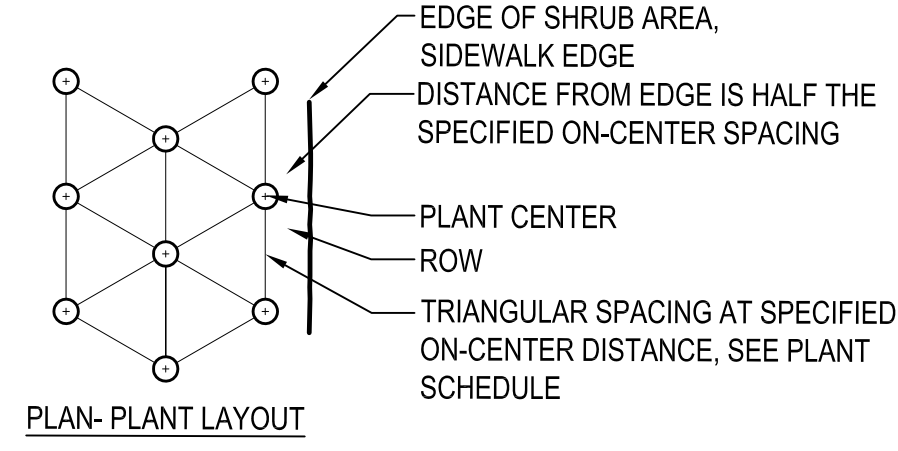 EDGE OF SHRUB AREA,
SIDEWALK EDGE
DISTANCE FROM EDGE IS HALF THE
SPECIFIED ON-CENTER SPACING
PLANT CENTER
ROW
TRIANGULAR SPACING AT SPECIFIED
ON-CENTER DISTANCE, SEE PLANT
SCHEDULE
PLAN- PLANT LAYOUT